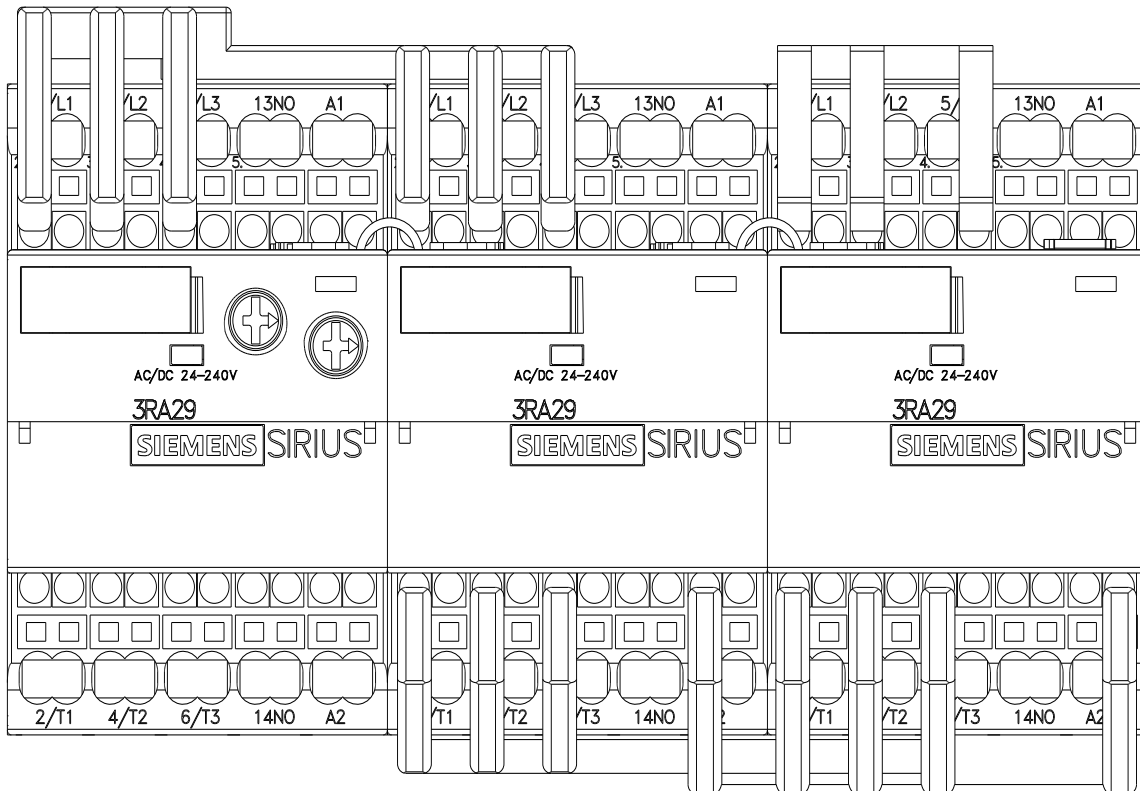 /L1 /L2 /L3 13NO A1 /L1 /L2 /L3 13NO A1 /L1 /L2 5/ 13NO A1
AC/DC 24-240V AC/DC 24-240V AC/DC 24-240V
3RA29 3RA29 3RA29
SIEMENS SIRIUS SIEMENS SIRIUS SIEMENS SIRIUS
2/T1 4/T2 6/T3 14NO A2 /T1 /T2 /T3 14NO 2 /T1 /T2 /T3 14NO A2